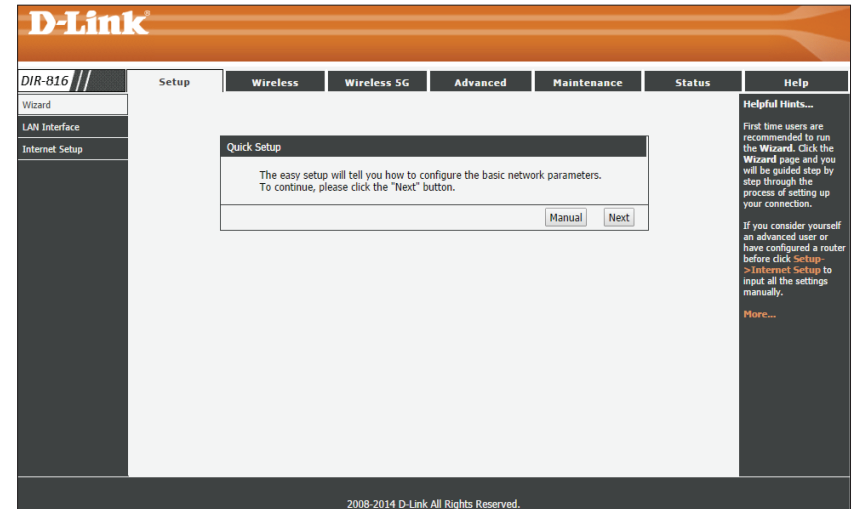 D-Link
DIR-816
Setup
Wireless
Wireless 5G
Advanced
Maintenance
Status
Help
Wizard
LAN Interface
Internet Setup
Quick Setup
The easy setup will tell you how to configure the basic network parameters.
To continue, please click the "Next" button.
Manual
Next
Helpful Hints...
First time users are
recommended to run
the Wizard. Click the
Wizard page and you
will be guided step by
step through the
process of setting up
your connection.
If you consider yourself
an advanced user or
have configured a router
before click Setup-
>Internet Setup to
input all the settings
manually.
More...
2008-2014 D-Link All Rights Reserved.